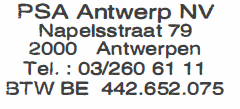 PSA Antwerp NV
Napelsstraat 79
2000 Antwerpen
Tel. : 03/260 61 11
BTW BE 442.652.075